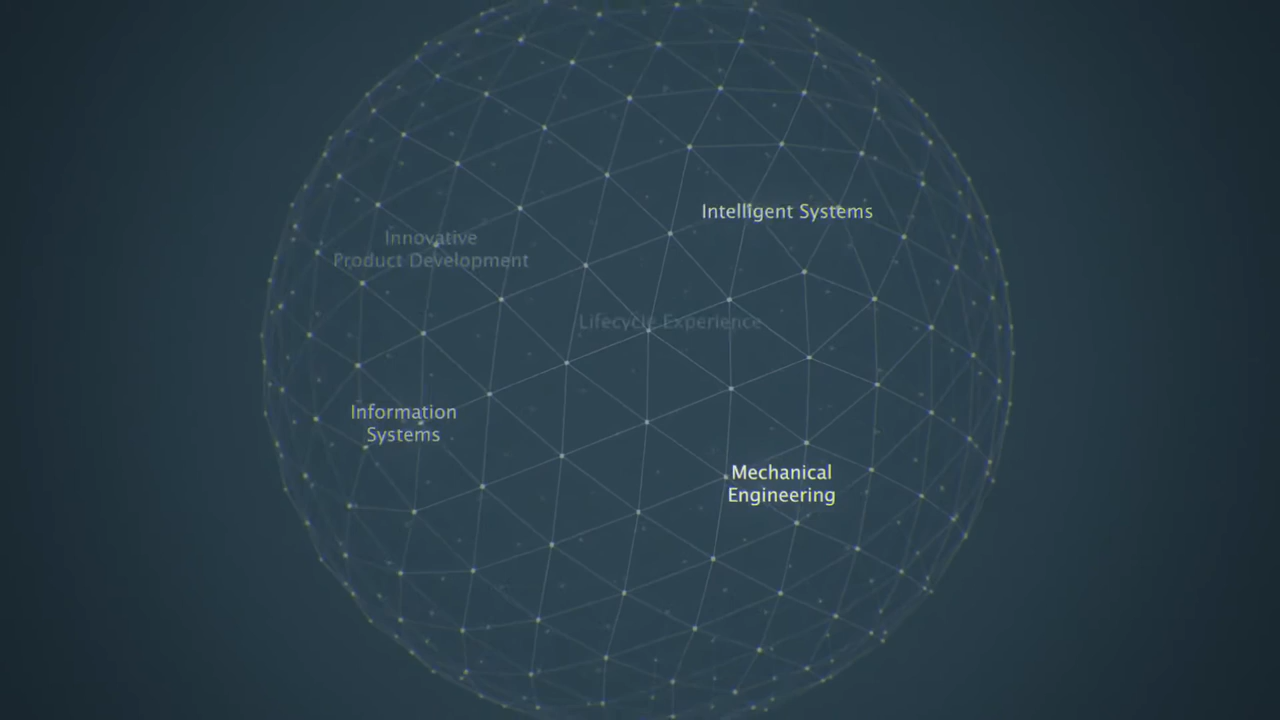 Intelligent Systems
Innovative
Product Development
Lifecycle Experience
Information
Systems
Mechanical
Engineering